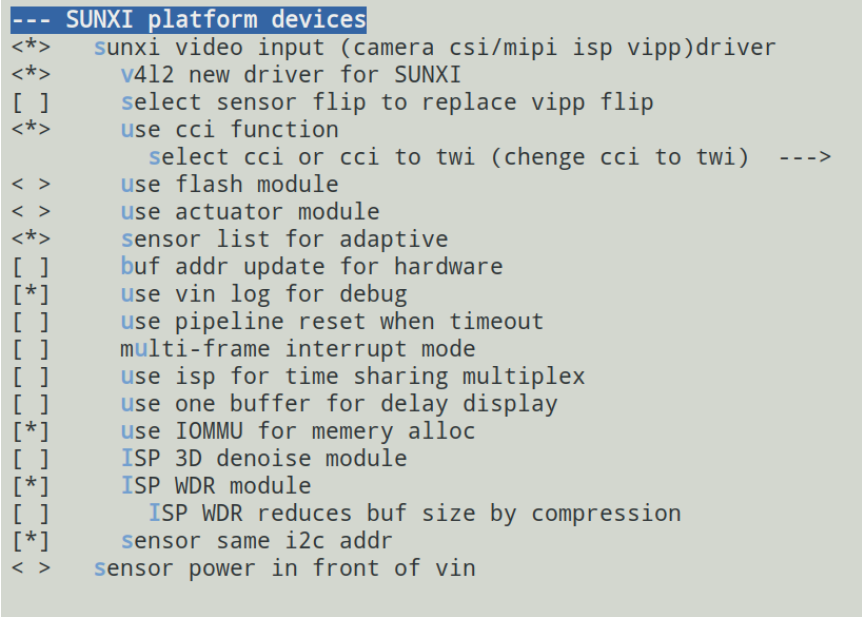 --- SUNXI platform devices
<*>   sunxi video input (camera csi/mipi isp vipp)driver
<*>     v4l2 new driver for SUNXI
[ ]     select sensor flip to replace vipp flip
<*>     use cci function
          select cci or cci to twi (chenge cci to twi)  --->
< >     use flash module
< >     use actuator module
<*>     sensor list for adaptive
[ ]     buf addr update for hardware
[*]     use vin log for debug
[ ]     use pipeline reset when timeout
[ ]     multi-frame interrupt mode
[ ]     use isp for time sharing multiplex
[ ]     use one buffer for delay display
[*]     use IOMMU for memery alloc
[ ]     ISP 3D denoise module
[*]     ISP WDR module
[ ]       ISP WDR reduces buf size by compression
[*]     sensor same i2c addr
< >   sensor power in front of vin